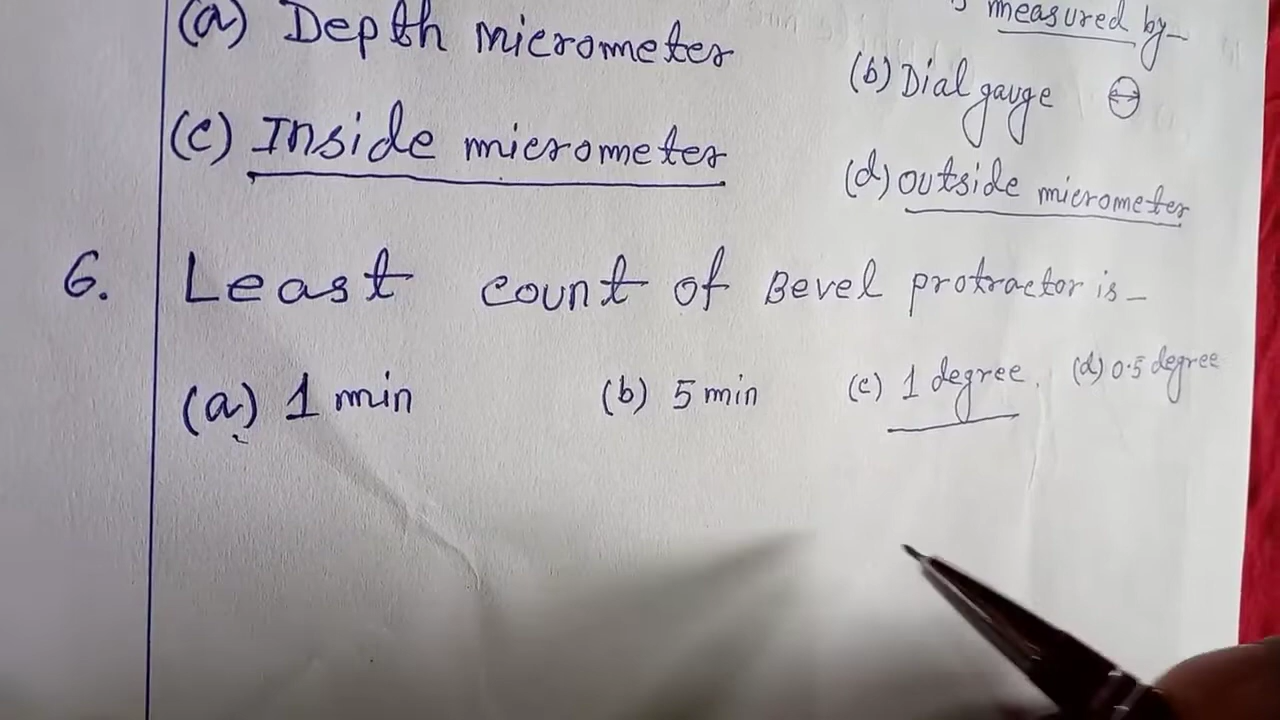 measured by-
(a) Depth micrometer
(b) Dial gauge
(c) Inside micrometer
(d) outside micrometer
6. Least count of Bevel protractor is -
(a) 1 min (b) 5 min (c) 1 degree. (d) 0.5 degree